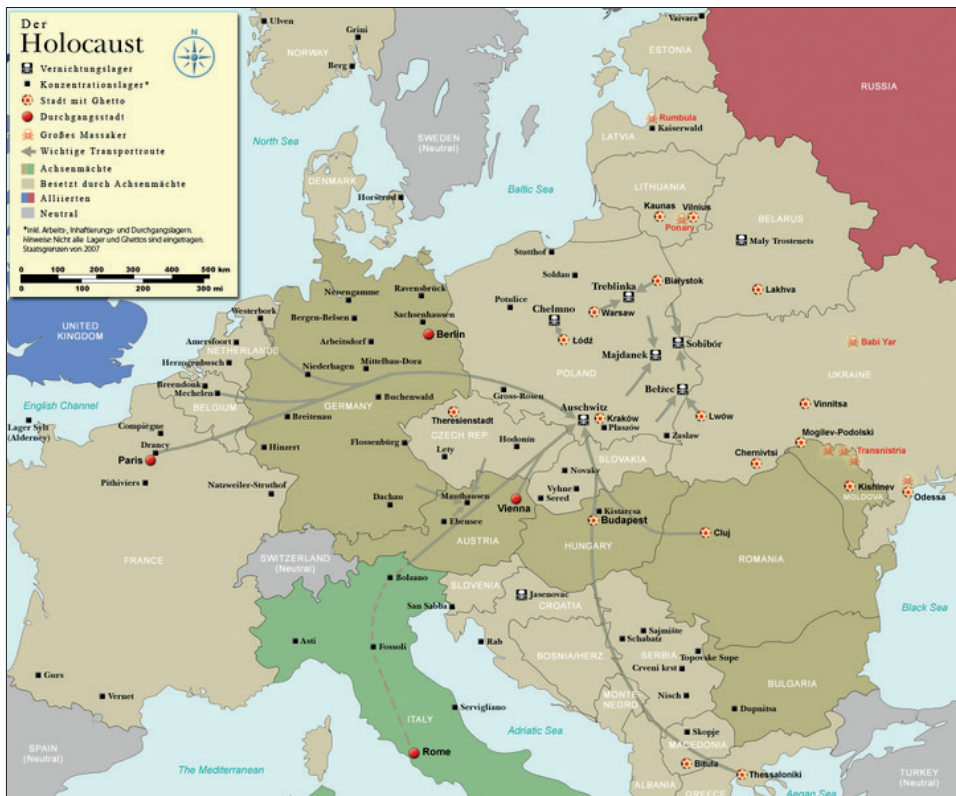 Der
Holocaust
N
Vernichtungslager
Konzentrationslager*
Stadt mit Ghetto
Durchgangsstadt
Großes Massaker
Wichtige Transportroute
Achsenmächte
Besetzt durch Achsenmächte
Alliierten
Neutral
*Inkl. Arbeits-, Inhaftierungs- und Durchgangslagern.
Hinweise: Nicht alle Lager und Ghettos sind eingetragen.
Staatsgrenzen von 2007
0 100 200 300 400 500 km
0 100 200 300 mi
Ulven
Grini
NORWAY
Berg
Vaivara
ESTONIA
RUSSIA
SWEDEN
(Neutral)
North Sea
Rumbula
Kaiserwald
LATVIA
DENMARK
Horserød
Baltic Sea
LITHUANIA
Kaunas
Vilnius
Ponary
BELARUS
Maly Trostenets
Stutthof
Soldau
Treblinka
Białystok
Lakhva
Potulice
Chelmno
Warsaw
Łódź
Ravensbrück
Neuengamme
Sachsenhausen
Bergen-Belsen
Berlin
Arbeitsdorf
Westerbork
UNITED
KINGDOM
Amersfoort
NETHERLANDS
Herzogenbusch
Niederhagen
Mittelbau-Dora
Majdanek
Sobibór
Babi Yar
POLAND
UKRAINE
Breendonk
Mechelen
BELGIUM
GERMANY
Buchenwald
Gross-Rosen
Bełżec
English Channel
Lager Sylt
(Alderney)
Compiègne
Drancy
Paris
Breitenau
Theresienstadt
Auschwitz
Kraków
Płaszów
Lwów
Vinnitsa
Hinzert
Flossenbürg
CZECH REP.
Lety
Hodonín
Zasław
Mogilev-Podolski
Transnistria
Chernivtsi
SLOVAKIA
Novaky
Pithiviers
Natzweiler-Struthof
Dachau
Mauthausen
Vienna
Vyhne
Sered
Kishinev
MOLDOVA
Odessa
Ebensee
Kistarcsa
Budapest
Cluj
AUSTRIA
HUNGARY
ROMANIA
FRANCE
SWITZERLAND
(Neutral)
Bolzano
SLOVENIA
San Sabba
Jasenovac
CROATIA
Black Sea
Asti
Fossoli
Rab
Sajmište
Schabatz
SERBIA
Topovske Supe
BOSNIA/HERZ.
Crveni krst
Gurs
Vernet
Nisch
BULGARIA
MONTE-
NEGRO
Servigliano
Dupnitsa
ITALY
Adriatic Sea
Skopje
MACEDONIA
SPAIN
(Neutral)
The Mediterranean
Rome
Bitula
Thessaloniki
TURKEY
(Neutral)
ALBANIA
GREECE
Aegan Sea